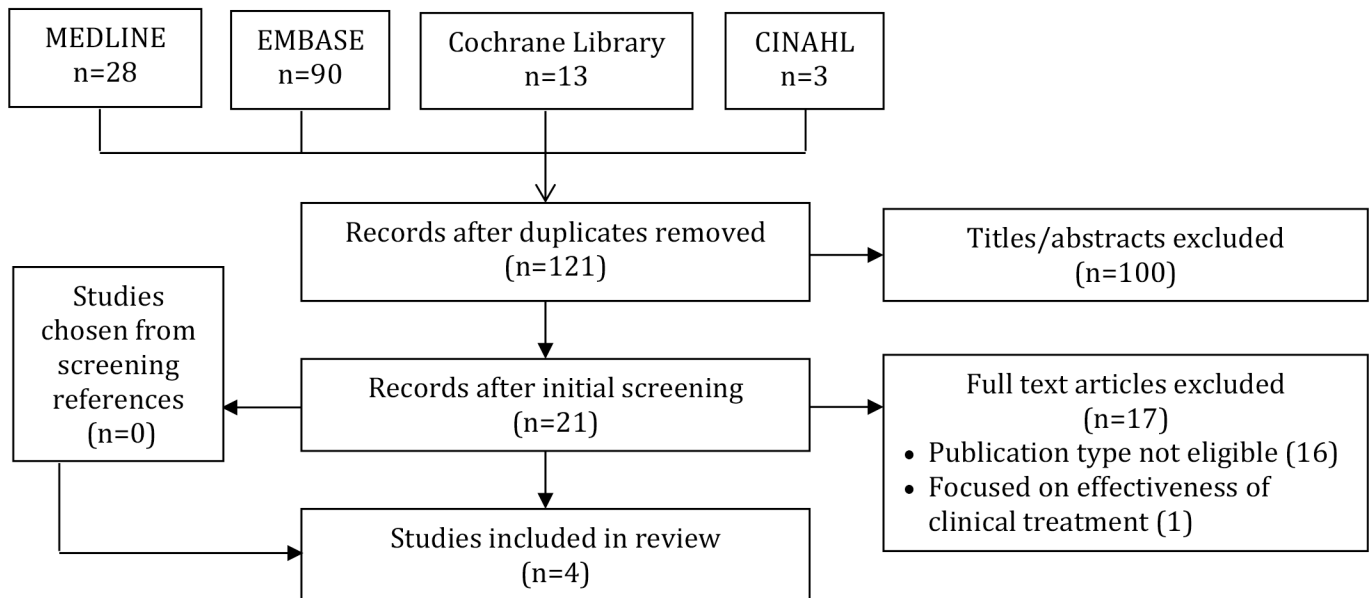 MEDLINE
n=28
EMBASE
n=90
Cochrane Library
n=13
CINAHL
n=3
Records after duplicates removed
(n=121)
Titles/abstracts excluded
(n=100)
Studies
chosen from
screening
references
(n=0)
Records after initial screening
(n=21)
Full text articles excluded
(n=17)
• Publication type not eligible (16)
• Focused on effectiveness of
clinical treatment (1)
Studies included in review
(n=4)